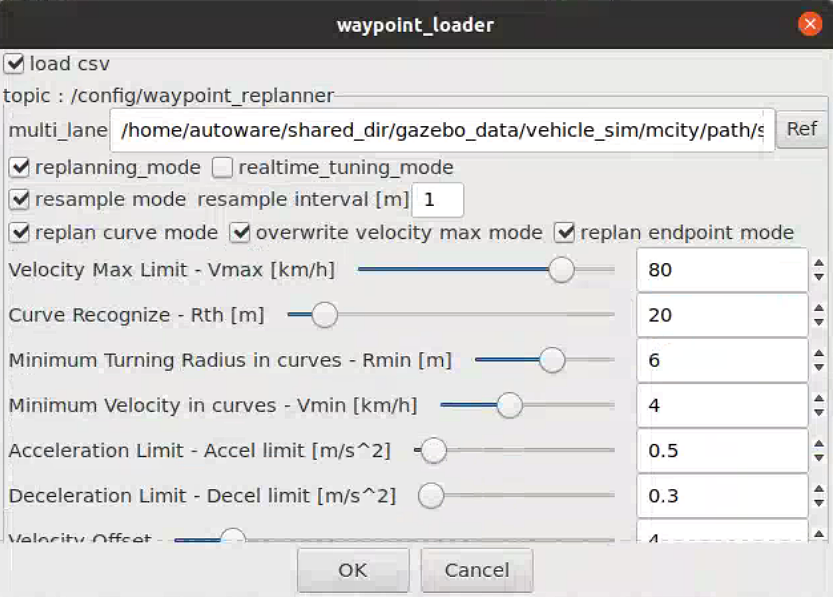 waypoint_loader
load csv
topic : /config/waypoint_replanner
multi_lane /home/autoware/shared_dir/gazebo_data/vehicle_sim/mcity/path/s Ref
replanning_mode realtime_tuning_mode
resample mode resample interval [m] 1
replan curve mode overwrite velocity max mode replan endpoint mode
Velocity Max Limit - Vmax [km/h] 80
Curve Recognize - Rth [m] 20
Minimum Turning Radius in curves - Rmin [m] 6
Minimum Velocity in curves - Vmin [km/h] 4
Acceleration Limit - Accel limit [m/s^2] 0.5
Deceleration Limit - Decel limit [m/s^2] 0.3
Velocity Offset 4
OK Cancel